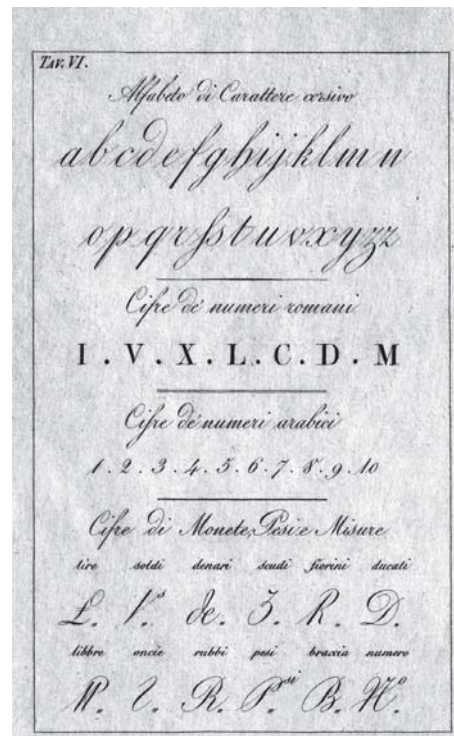 TAV. VI.
Alfabeto di Carattere corsivo
a b c d e f g h i j k l m n
o p q r ſ s t u v x y z z
Cifre de' numeri romani
I . V . X . L . C . D . M
Cifre de' numeri arabici
1 . 2 . 3 . 4 . 5 . 6 . 7 . 8 . 9 . 10
Cifre di Monete, Pesi e Misure
lire soldi denari scudi fiorini ducati
₤. de. R. D.
libbre oncie rubbi pesi braccia numero
R. P.si B. N.o